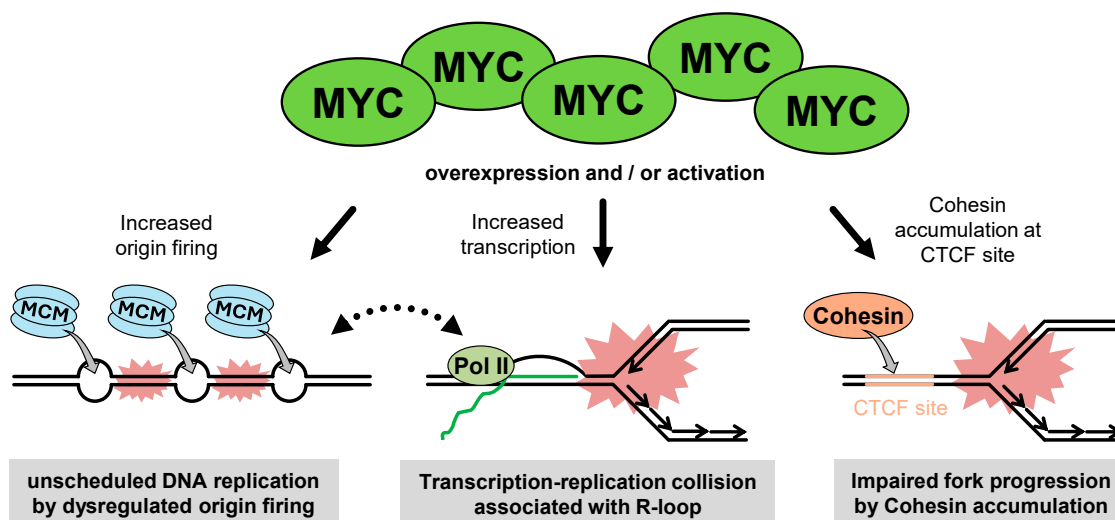 MYC
MYC
MYC
MYC
MYC
overexpression and / or activation
Increased
origin firing
Increased
transcription
Cohesin
accumulation at
CTCF site
MCM
MCM
MCM
Pol II
Cohesin
CTCF site
unscheduled DNA replication
by dysregulated origin firing
Transcription-replication collision
associated with R-loop
Impaired fork progression
by Cohesin accumulation